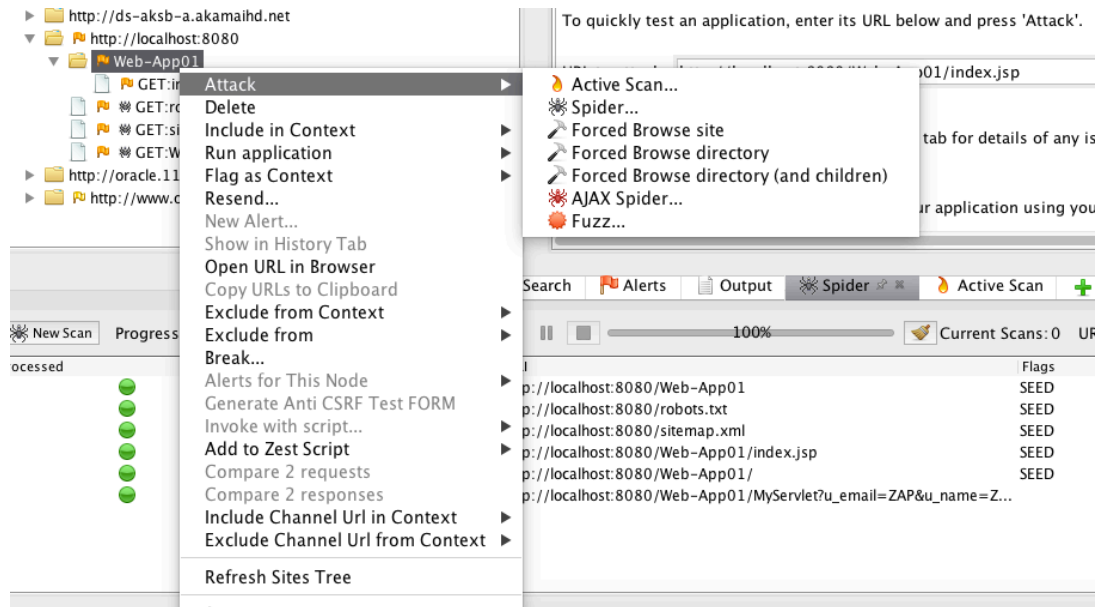 http://ds-aksb-a.akamaihd.net
http://localhost:8080
Web-App01
GET:
GET:
GET:
GET:
http://oracle.11
http://www.
To quickly test an application, enter its URL below and press 'Attack'.
01/index.jsp
tab for details of any is
r application using you
Attack
Delete
Include in Context
Run application
Flag as Context
Resend...
New Alert...
Show in History Tab
Open URL in Browser
Copy URLs to Clipboard
Exclude from Context
Exclude from
Break...
Alerts for This Node
Generate Anti CSRF Test FORM
Invoke with script...
Add to Zest Script
Compare 2 requests
Compare 2 responses
Include Channel Url in Context
Exclude Channel Url from Context
Refresh Sites Tree
Active Scan...
Spider...
Forced Browse site
Forced Browse directory
Forced Browse directory (and children)
AJAX Spider...
Fuzz...
Search Alerts Output Spider Active Scan
New Scan Progress 100% Current Scans: 0 UR
ocessed Flags
p://localhost:8080/Web-App01 SEED
p://localhost:8080/robots.txt SEED
p://localhost:8080/sitemap.xml SEED
p://localhost:8080/Web-App01/index.jsp SEED
p://localhost:8080/Web-App01/ SEED
p://localhost:8080/Web-App01/MyServlet?u_email=ZAP&u_name=Z...